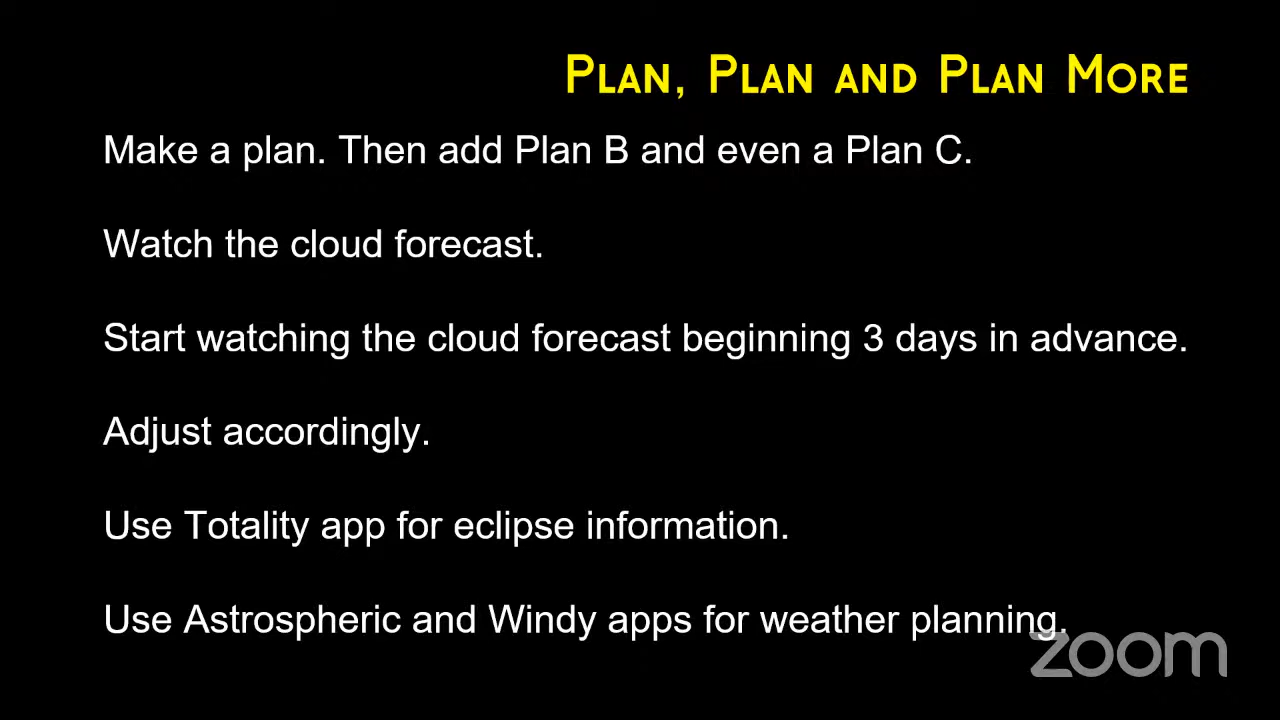 Plan, Plan and Plan More
Make a plan. Then add Plan B and even a Plan C.
Watch the cloud forecast.
Start watching the cloud forecast beginning 3 days in advance.
Adjust accordingly.
Use Totality app for eclipse information.
Use Astrospheric and Windy apps for weather planning.
zoom